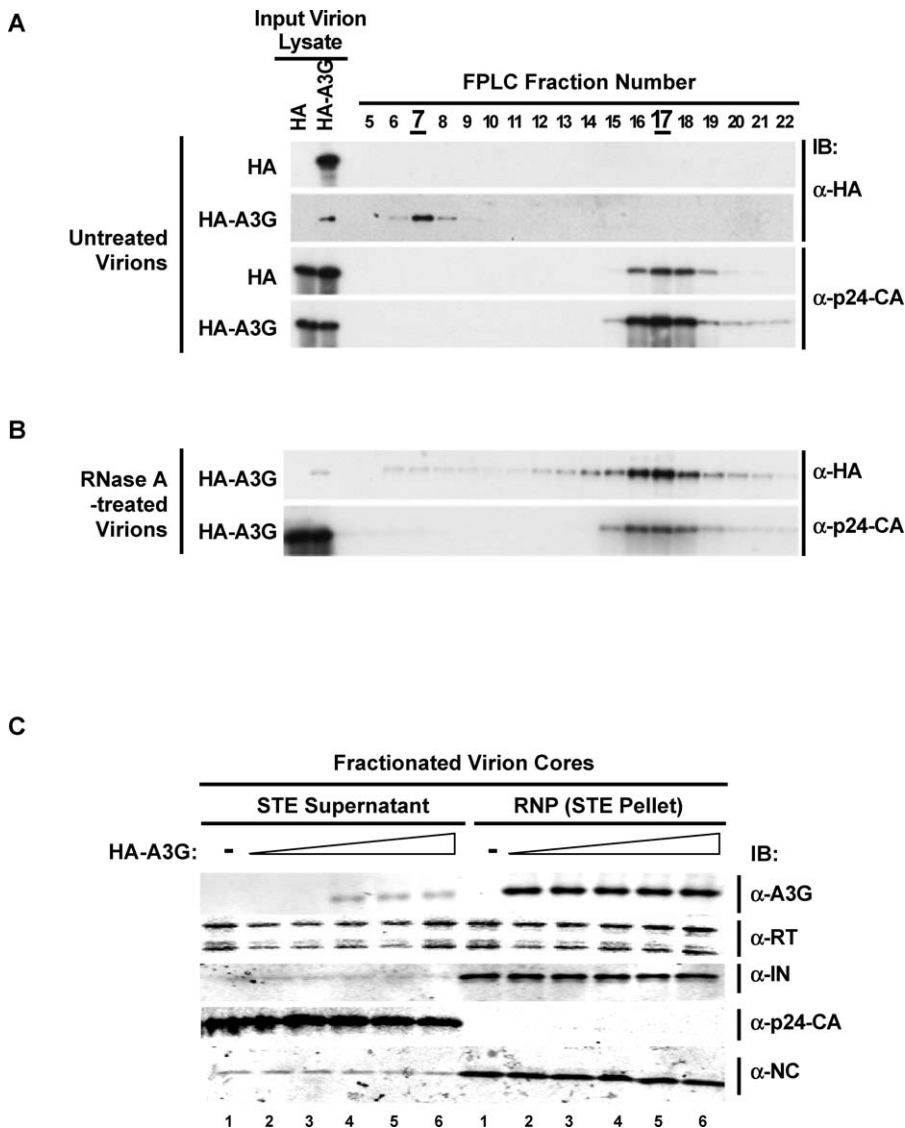 A
Input Virion
Lysate
HA
HA-A3G
FPLC Fraction Number
5 6 7 8 9 10 11 12 13 14 15 16 17 18 19 20 21 22
IB:
HA
α-HA
HA-A3G
Untreated
Virions
HA
α-p24-CA
HA-A3G
B
RNase A
-treated
Virions
HA-A3G
α-HA
HA-A3G
α-p24-CA
C
Fractionated Virion Cores
STE Supernatant RNP (STE Pellet)
HA-A3G: - - IB:
α-A3G
α-RT
α-IN
α-p24-CA
α-NC
1 2 3 4 5 6 1 2 3 4 5 6